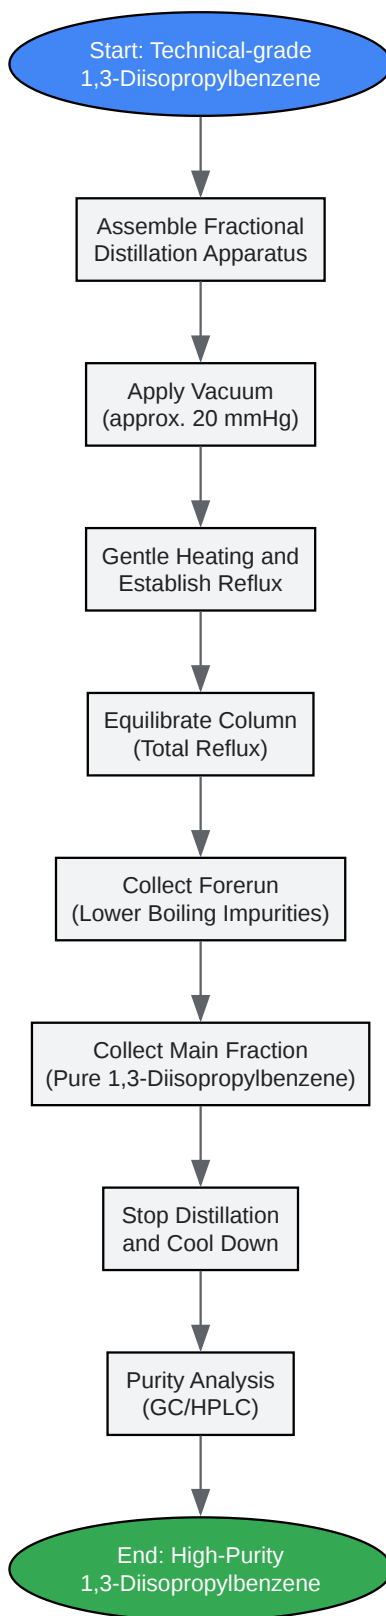 Start: Technical-grade
1,3-Diisopropylbenzene
Assemble Fractional
Distillation Apparatus
Apply Vacuum
(approx. 20 mmHg)
Gentle Heating and
Establish Reflux
Equilibrate Column
(Total Reflux)
Collect Forerun
(Lower Boiling Impurities)
Collect Main Fraction
(Pure 1,3-Diisopropylbenzene)
Stop Distillation
and Cool Down
Purity Analysis
(GC/HPLC)
End: High-Purity
1,3-Diisopropylbenzene